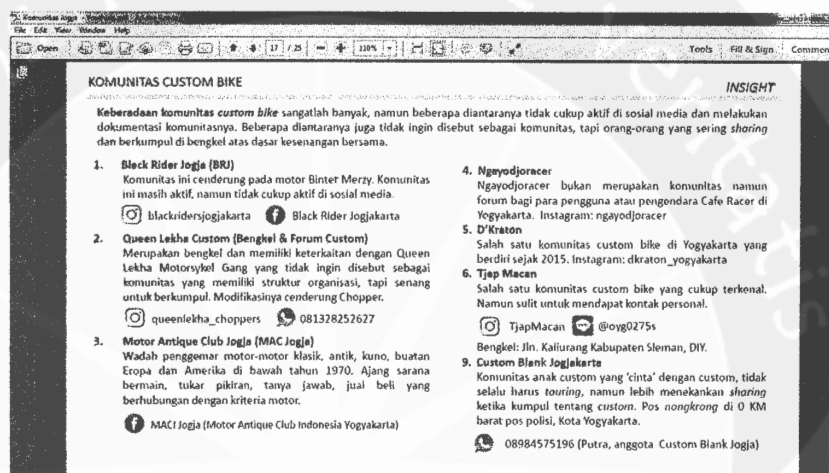 File Edit View Window Help
Open 17 / 25 110% Tools Fill & Sign Comment
KOMUNITAS CUSTOM BIKE
INSIGHT
Keberadaan komunitas custom bike sangatlah banyak, namun beberapa diantaranya tidak cukup aktif di sosial media dan melakukan
dokumentasi komunitasnya. Beberapa diantaranya juga tidak ingin disebut sebagai komunitas, tapi orang-orang yang sering sharing
dan berkumpul di bengkel atas dasar kesenangan bersama.
1. Black Rider Jogja (BRJ)
Komunitas ini cenderung pada motor Binter Merzy. Komunitas
ini masih aktif, namun tidak cukup aktif di sosial media.
blackridersjogjakarta Black Rider Jogjakarta
2. Queen Lekha Custom (Bengkel & Forum Custom)
Merupakan bengkel dan memiliki keterkaitan dengan Queen
Lekha Motorsykel Gang yang tidak ingin disebut sebagai
komunitas yang memiliki struktur organisasi, tapi senang
untuk berkumpul. Modifikasinya cenderung Chopper.
queenlekha_choppers 081328252627
3. Motor Antique Club Jogja (MAC Jogja)
Wadah penggemar motor-motor klasik, antik, kuno, buatan
Eropa dan Amerika di bawah tahun 1970. Ajang sarana
bermain, tukar pikiran, tanya jawab, jual beli yang
berhubungan dengan kriteria motor.
MACI Jogja (Motor Antique Club Indonesia Yogyakarta)
4. Ngayodjoracer
Ngayodjoracer bukan merupakan komunitas namun
forum bagi para pengguna atau pengendara Cafe Racer di
Yogyakarta. Instagram: ngayodjoracer
5. D'Kraton
Salah satu komunitas custom bike di Yogyakarta yang
berdiri sejak 2015. Instagram: dkraton_yogyakarta
6. Tjap Macan
Salah satu komunitas custom bike yang cukup terkenal.
Namun sulit untuk mendapat kontak personal.
TjapMacan @oyg0275s
Bengkel: Jln. Kaliurang Kabupaten Sleman, DIY.
9. Custom Blank Jogjakarta
Komunitas anak custom yang 'cinta' dengan custom, tidak
selalu harus touring, namun lebih menekankan sharing
ketika kumpul tentang custom. Pos nongkrong di 0 KM
barat pos polisi, Kota Yogyakarta.
08984575196 (Putra, anggota Custom Blank Jogja)